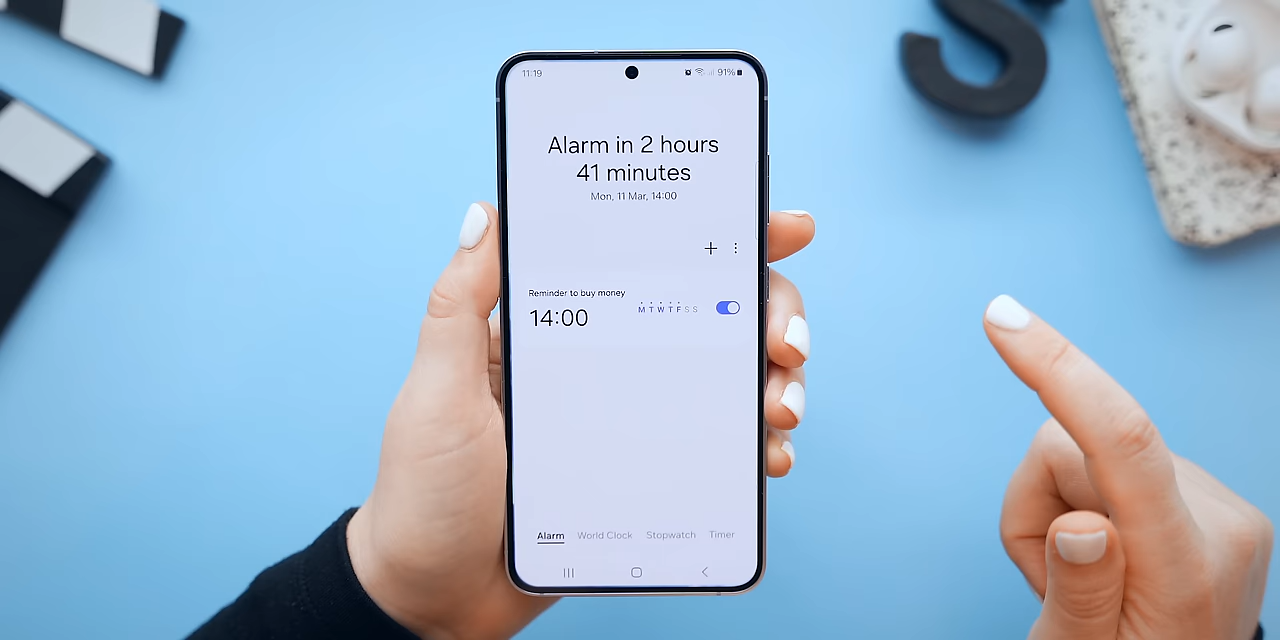 11:19
91%
Alarm in 2 hours
41 minutes
Mon, 11 Mar, 14:00
Reminder to buy money
14:00
M T W T F S S
Alarm World Clock Stopwatch Timer
S